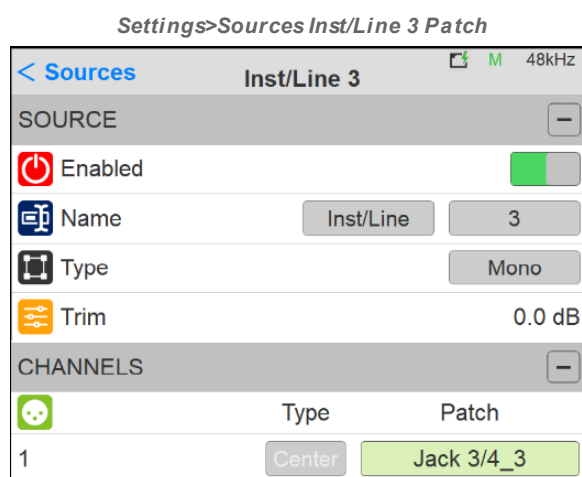 Settings>Sources Inst/Line 3 Patch
< Sources Inst/Line 3 M 48kHz
SOURCE
Enabled
Name Inst/Line 3
Type Mono
Trim 0.0 dB
CHANNELS
Type Patch
1 Center Jack 3/4_3